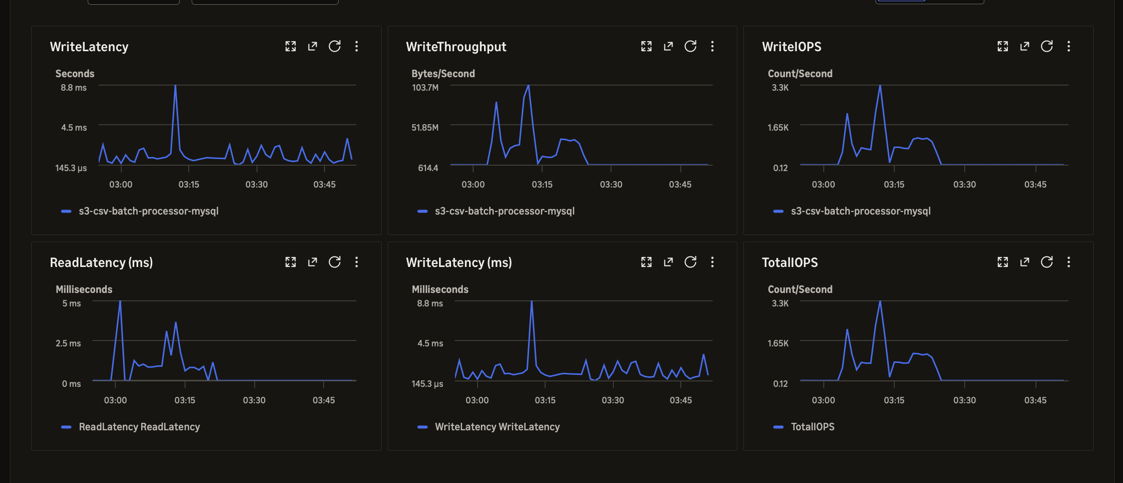 WriteLatency
Seconds
8.8 ms
4.5 ms
145.3 µs
03:00 03:15 03:30 03:45
s3-csv-batch-processor-mysql
WriteThroughput
Bytes/Second
103.7M
51.85M
614.4
03:00 03:15 03:30 03:45
s3-csv-batch-processor-mysql
WriteIOPS
Count/Second
3.3K
1.65K
0.12
03:00 03:15 03:30 03:45
s3-csv-batch-processor-mysql
ReadLatency (ms)
Milliseconds
5 ms
2.5 ms
0 ms
03:00 03:15 03:30 03:45
ReadLatency ReadLatency
WriteLatency (ms)
Milliseconds
8.8 ms
4.5 ms
145.3 µs
03:00 03:15 03:30 03:45
WriteLatency WriteLatency
TotalIOPS
Count/Second
3.3K
1.65K
0.12
03:00 03:15 03:30 03:45
TotalIOPS